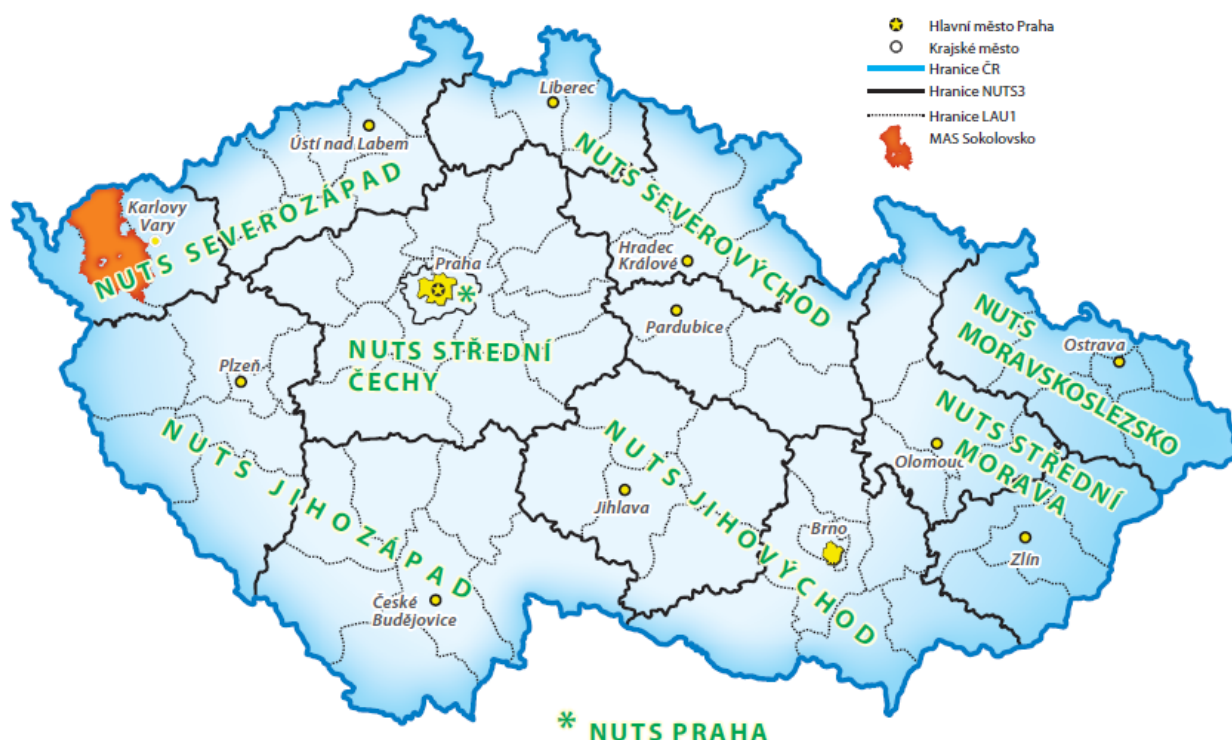 Hlavní město Praha
Krajské město
Hranice ČR
Hranice NUTS3
Hranice LAU1
MAS Sokolovsko
Liberec
Ústí nad Labem
NUTS SEVEROVÝCHOD
Karlovy
Vary
NUTS SEVEROZÁPAD
Hradec
Králové
Praha
*
Pardubice
NUTS
MORAVSKOSLEZSKO
Ostrava
NUTS STŘEDNÍ
ČECHY
Plzeň
NUTS STŘEDNÍ
MORAVA
Olomouc
NUTS JIHOZÁPAD
NUTS JIHOVÝCHOD
Jihlava
Brno
Zlín
České
Budějovice
* NUTS PRAHA